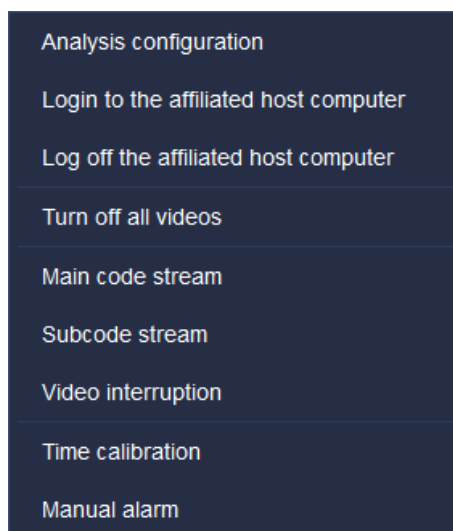 Analysis configuration
Login to the affiliated host computer
Log off the affiliated host computer
Turn off all videos
Main code stream
Subcode stream
Video interruption
Time calibration
Manual alarm